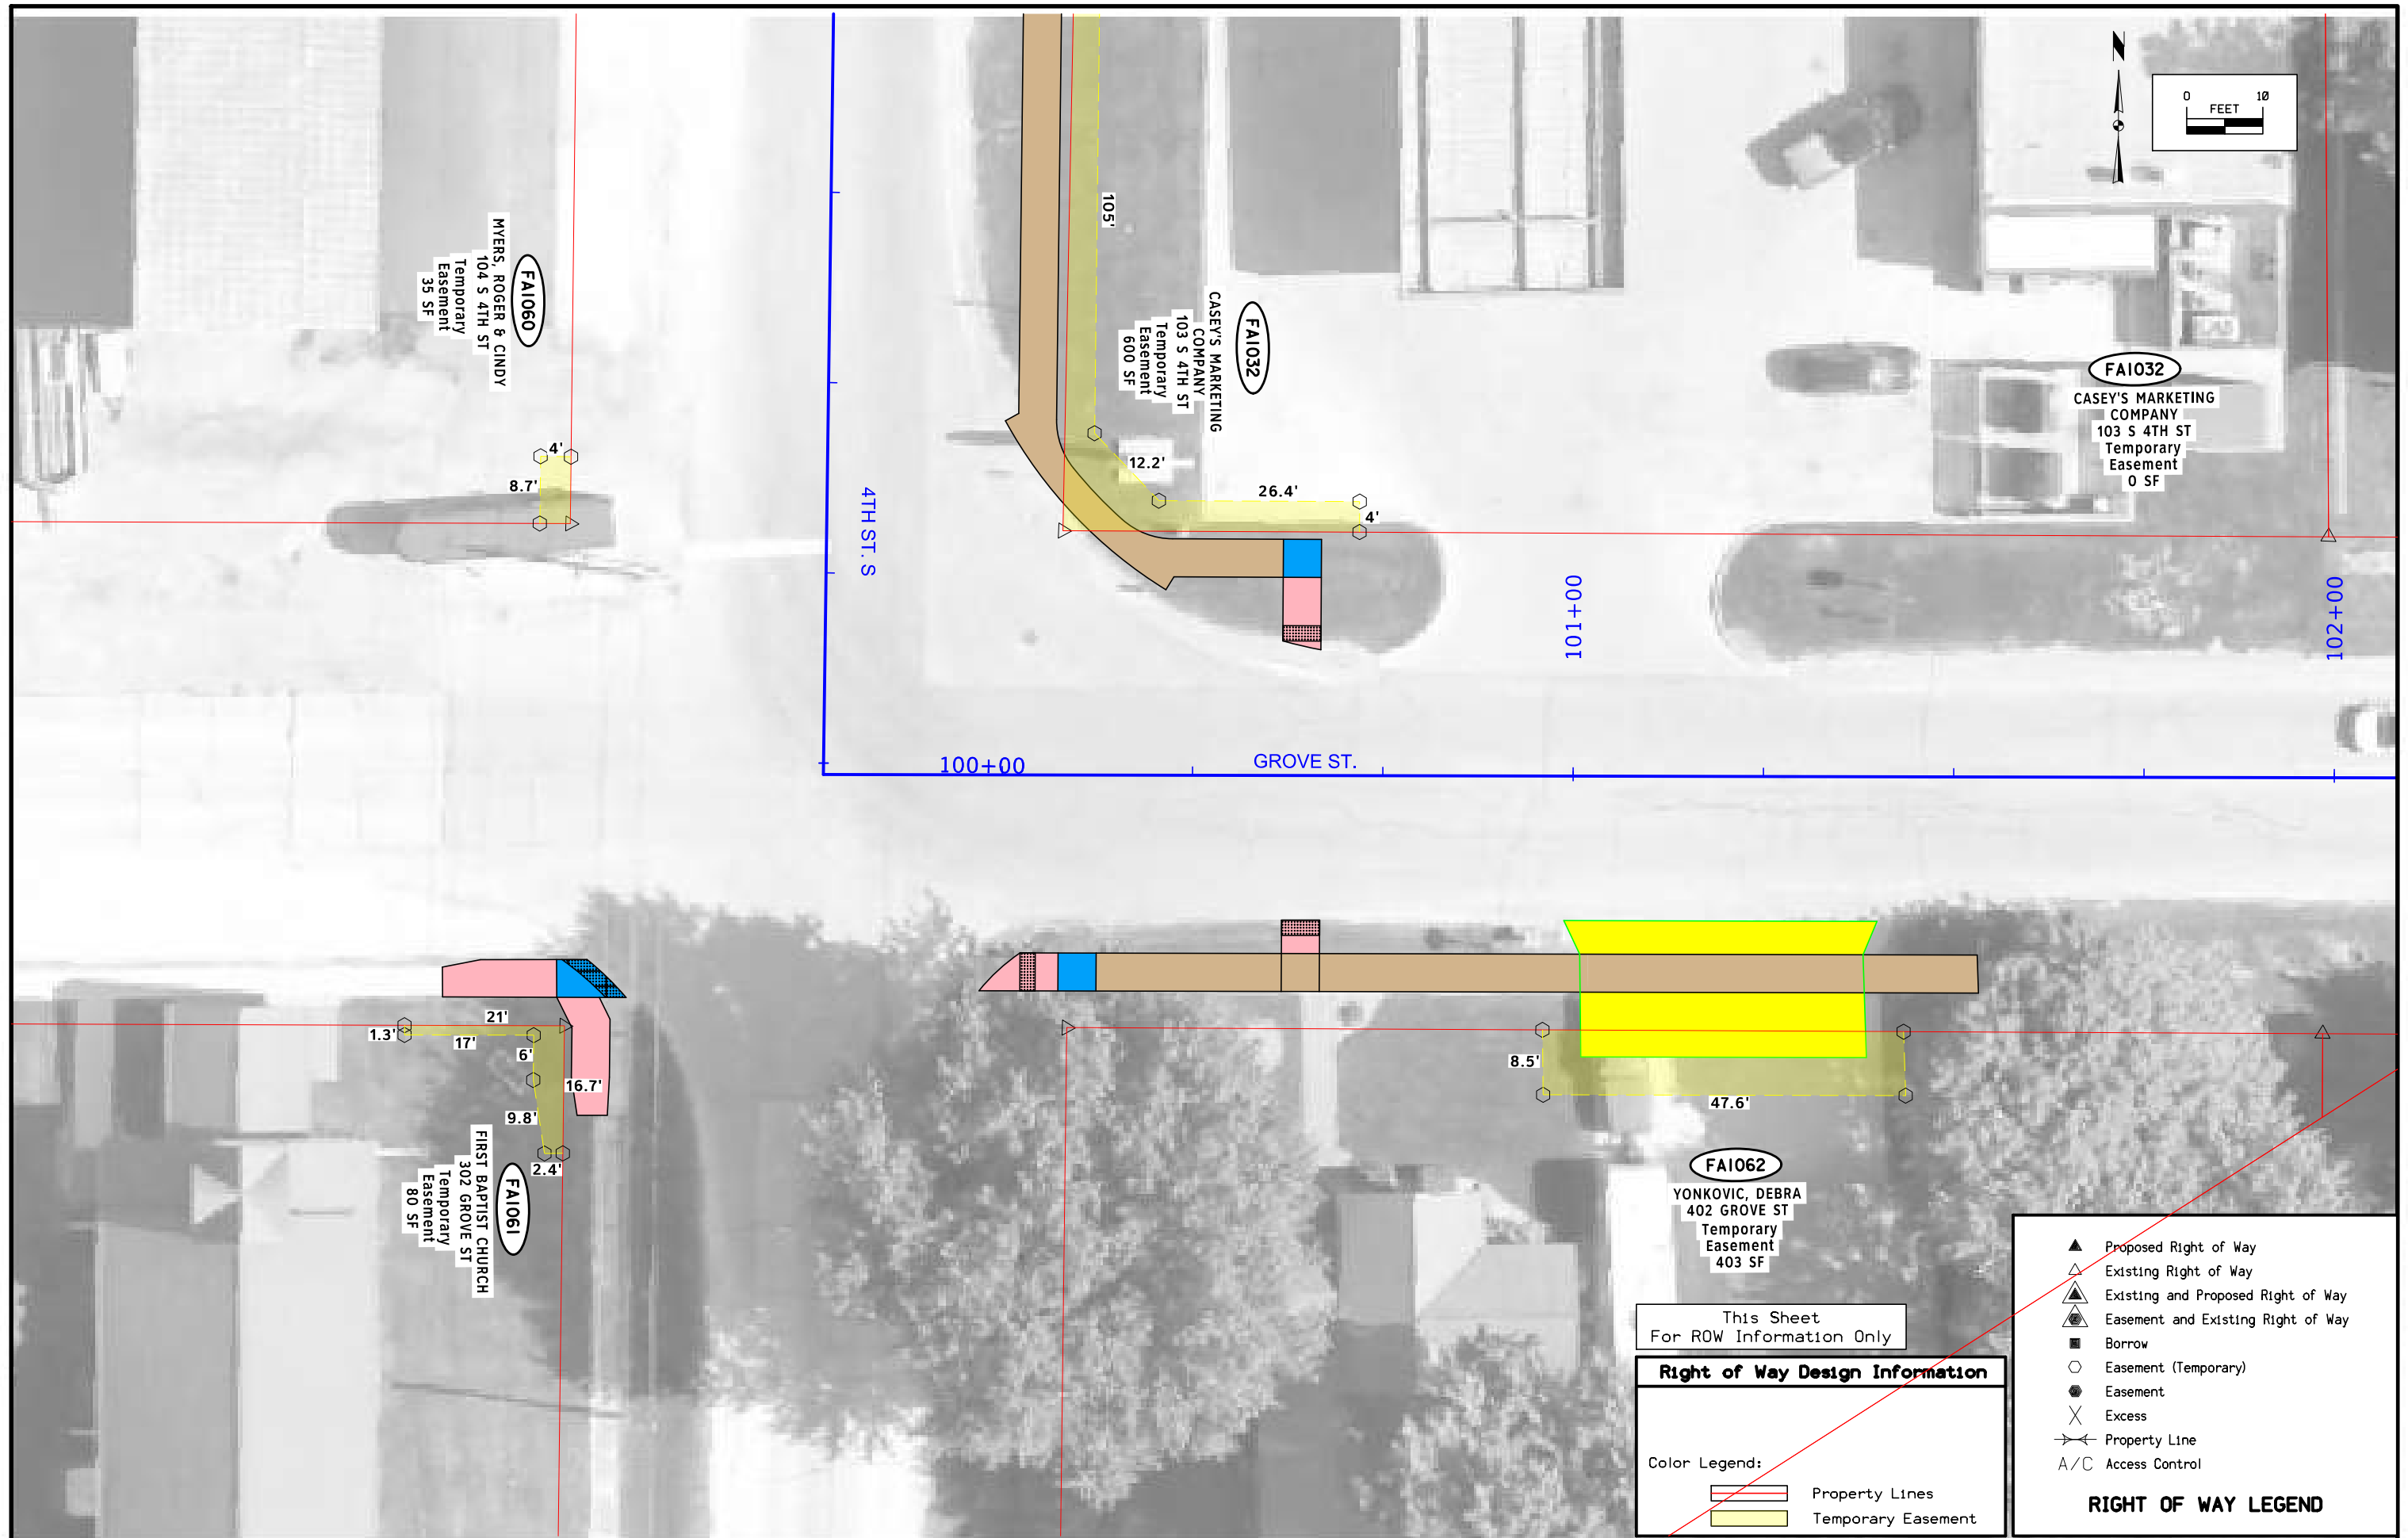 N
0 10
FEET
105'
FA1060
MYERS, ROGER & CINDY
104 S 4TH ST
Temporary
Easement
35 SF
FA1032
CASEY'S MARKETING
COMPANY
103 S 4TH ST
Temporary
Easement
600 SF
FA1032
CASEY'S MARKETING
COMPANY
103 S 4TH ST
Temporary
Easement
0 SF
4'
8.7'
12.2'
26.4'
4'
4TH ST. S
101+00
102+00
100+00
GROVE ST.
21'
1.3'
17'
6'
16.7'
9.8'
2.4'
8.5'
47.6'
FA1061
FIRST BAPTIST CHURCH
302 GROVE ST
Temporary
Easement
80 SF
FA1062
YONKOVIC, DEBRA
402 GROVE ST
Temporary
Easement
403 SF
This Sheet
For ROW Information Only
Right of Way Design Information
Color Legend:
Property Lines
Temporary Easement
Proposed Right of Way
Existing Right of Way
Existing and Proposed Right of Way
Easement and Existing Right of Way
Borrow
Easement (Temporary)
Easement
Excess
Property Line
A/C Access Control
RIGHT OF WAY LEGEND